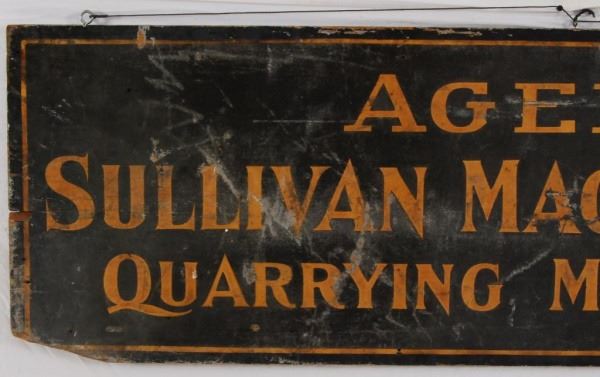 AGE
SULLIVAN MAC
QUARRYING M